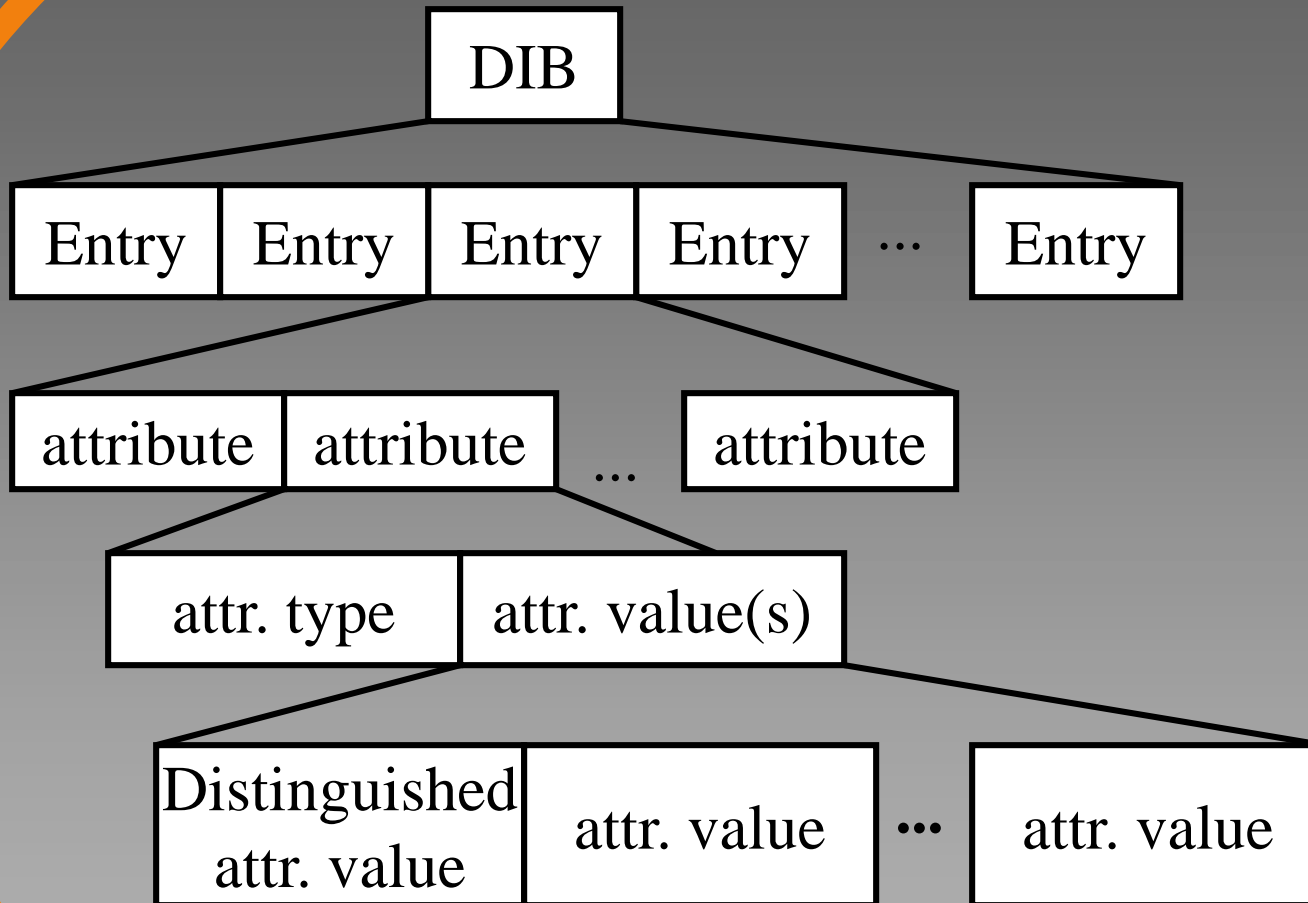 DIB
Entry Entry Entry Entry ... Entry
attribute attribute ... attribute
attr. type attr. value(s)
Distinguished
attr. value attr. value ... attr. value